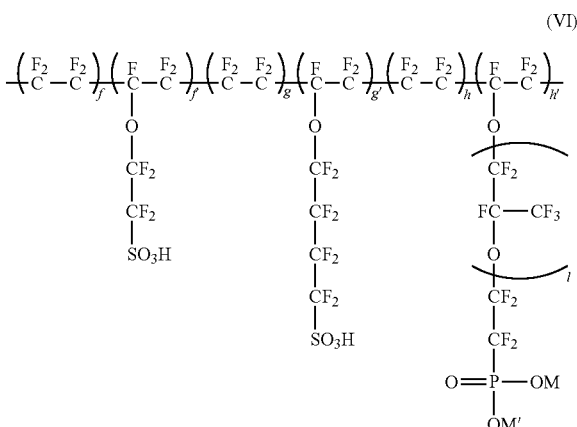 (VI)
F₂ F₂ F F₂ F₂ F₂ F F₂ F₂ F₂ F F₂
(C—C)f (C—C)f' (C—C)g (C—C)g' (C—C)h (C—C)h'
O O O
CF₂ CF₂ CF₂
CF₂ CF₂ FC—CF₃
SO₃H CF₂ O
CF₂ l
CF₂
SO₃H CF₂
O=P—OM
OM'